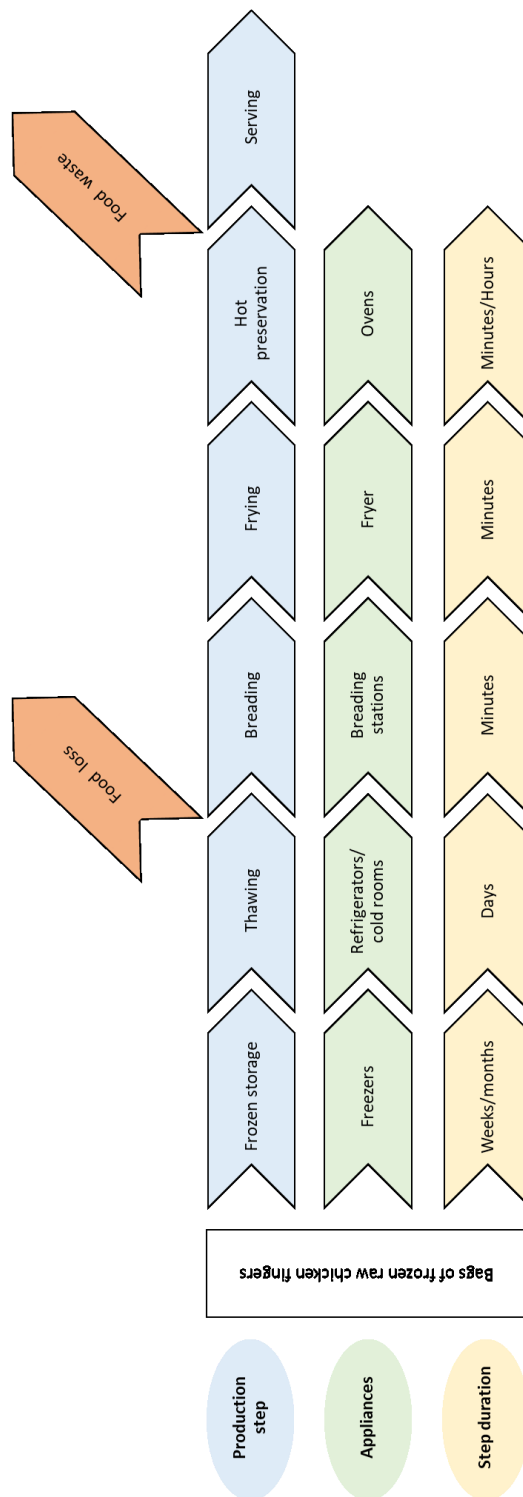 Food loss
Food waste
Production
step
Frozen storage
Thawing
Breading
Frying
Hot
preservation
Serving
Bags of frozen raw chicken fingers
Appliances
Freezers
Refrigerators/
cold rooms
Breading
stations
Fryer
Ovens
Step duration
Weeks/months
Days
Minutes
Minutes
Minutes/Hours